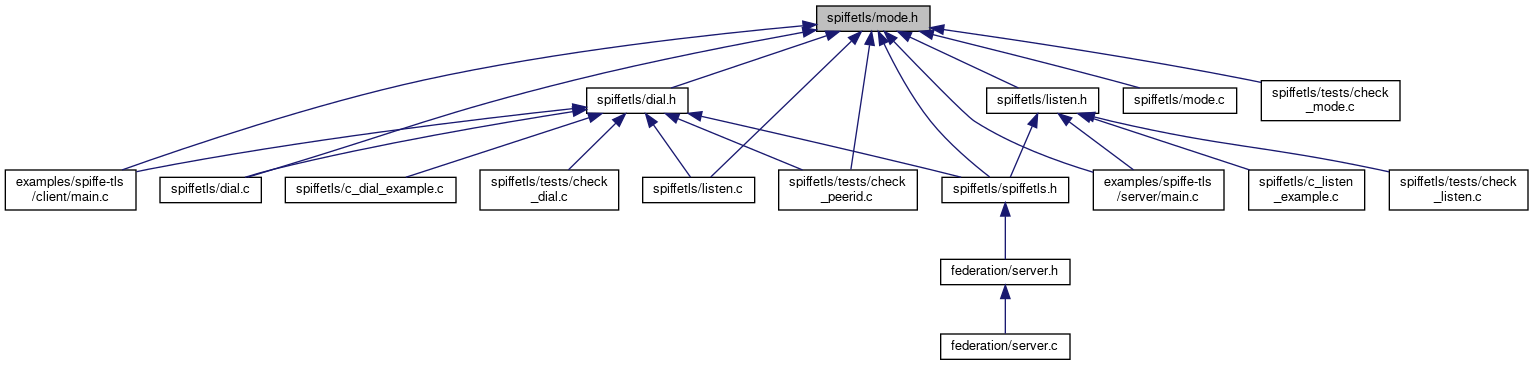 spiffetls/mode.h
spiffetls/dial.h
spiffetls/listen.h
spiffetls/mode.c
spiffetls/tests/check
_mode.c
examples/spiffe-tls
/client/main.c
spiffetls/dial.c
spiffetls/c_dial_example.c
spiffetls/tests/check
_dial.c
spiffetls/listen.c
spiffetls/tests/check
_peerid.c
spiffetls/spiffetls.h
examples/spiffe-tls
/server/main.c
spiffetls/c_listen
_example.c
spiffetls/tests/check
_listen.c
federation/server.h
federation/server.c